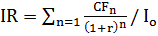 IR = ∑ₙ₌₁ CFₙ/(1+r)ⁿ / Iₒ